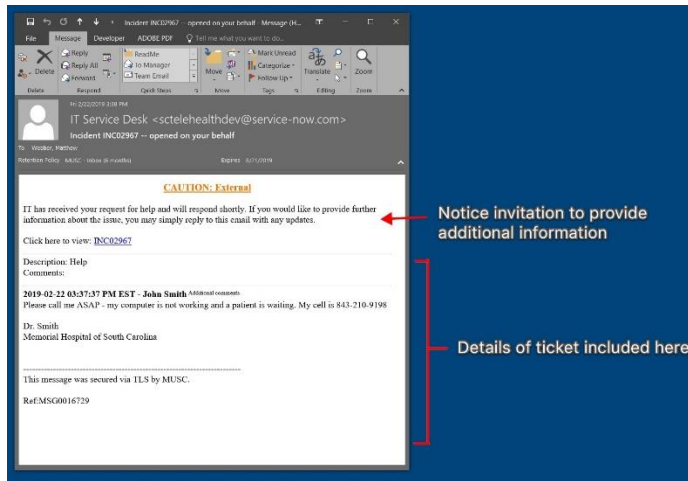 Incident INC02967 -- opened on your behalf - Message (H...
File Message Developer ADOBE PDF Tell me what you want to do...
Delete
Reply
Reply All
Forward
ReadMe
To Manager
Team Email
Move
Mark Unread
Categorize
Follow Up
Translate
Zoom
Delete Respond Quick Steps Move Tags Editing Zoom
Fri 2/22/2019 3:38 PM
IT Service Desk <sctelehealthdev@service-now.com>
Incident INC02967 -- opened on your behalf
To Webber, Matthew
Retention Policy MUSC - Inbox (6 months) Expires 8/21/2019
CAUTION: External
IT has received your request for help and will respond shortly. If you would like to provide further
information about the issue, you may simply reply to this email with any updates.
Click here to view: INC02967
Description: Help
Comments:
2019-02-22 03:37:37 PM EST - John Smith Additional comments
Please call me ASAP - my computer is not working and a patient is waiting. My cell is 843-210-9198
Dr. Smith
Memorial Hospital of South Carolina
This message was secured via TLS by MUSC.
Ref:MSG0016729
Notice invitation to provide
additional information
Details of ticket included here